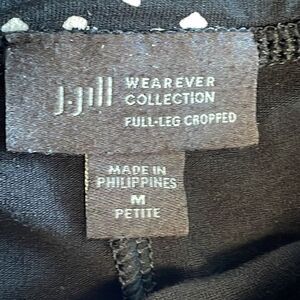 J.Jill
WEAREVER
COLLECTION
FULL-LEG CROPPED
MADE IN
PHILIPPINES
M
PETITE